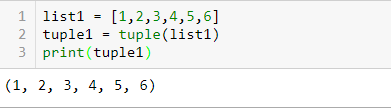 1 list1 = [1,2,3,4,5,6]
2 tuple1 = tuple(list1)
3 print(tuple1)
(1, 2, 3, 4, 5, 6)